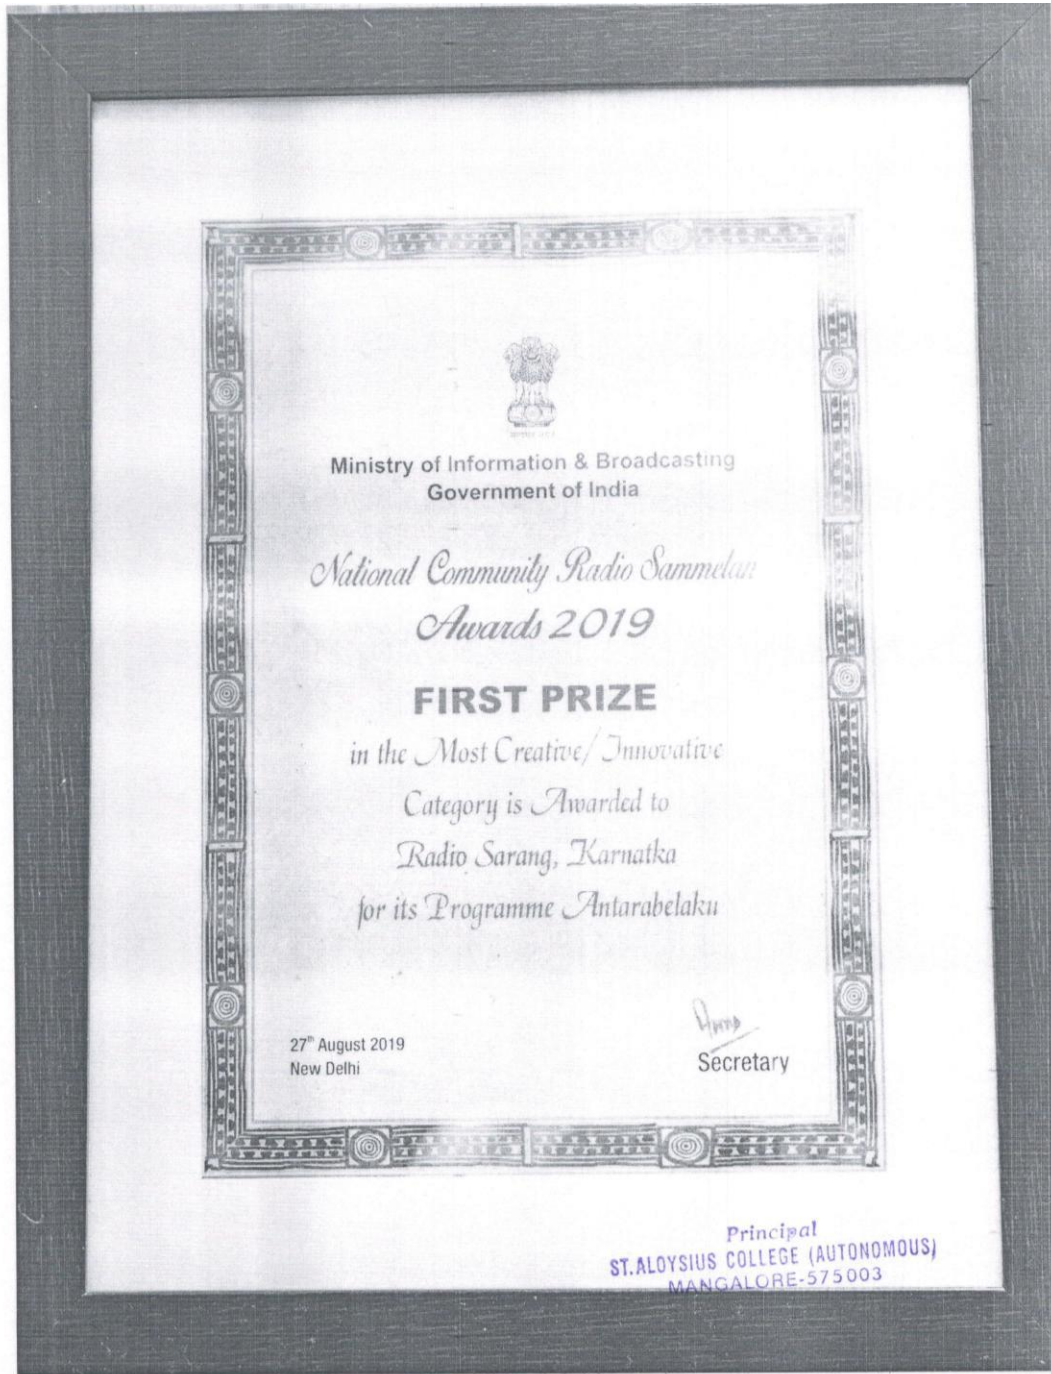 Ministry of Information & Broadcasting
Government of India
National Community Radio Sammelan
Awards 2019
FIRST PRIZE
in the Most Creative/Innovative
Category is Awarded to
Radio Sarang, Karnatka
for its Programme Antarabelaku
27th August 2019
New Delhi
Secretary
Principal
ST.ALOYSIUS COLLEGE (AUTONOMOUS)
MANGALORE-575003